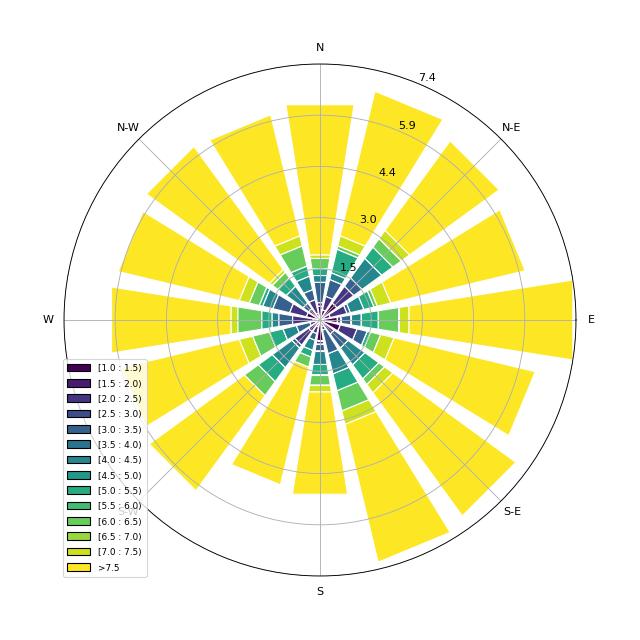 N
7.4
N-W
5.9
N-E
4.4
3.0
1.5
W
E
[1.0 : 1.5)
[1.5 : 2.0)
[2.0 : 2.5)
[2.5 : 3.0)
[3.0 : 3.5)
[3.5 : 4.0)
[4.0 : 4.5)
[4.5 : 5.0)
[5.0 : 5.5)
[5.5 : 6.0)
[6.0 : 6.5)
[6.5 : 7.0)
[7.0 : 7.5)
>7.5
S-W
S-E
S